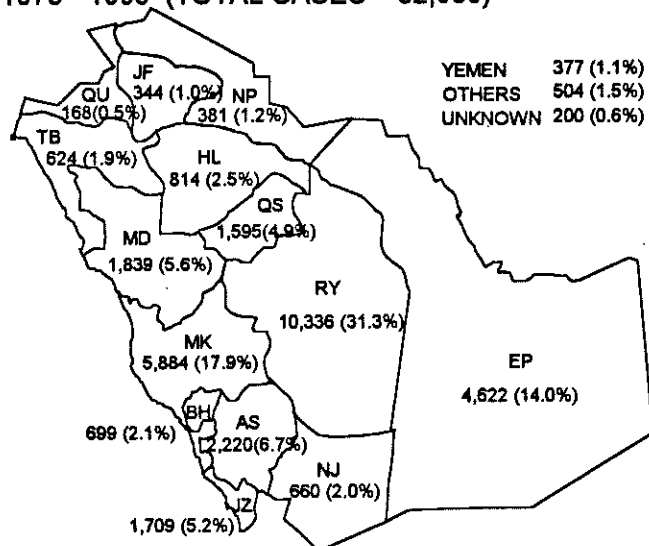 YEMEN 377 (1.1%)
OTHERS 504 (1.5%)
UNKNOWN 200 (0.6%)
JF
344 (1.0%)
QU
168(0.5%)
NP
381 (1.2%)
TB
624 (1.9%)
HL
814 (2.5%)
QS
1,595(4.9%)
MD
1,839 (5.6%)
RY
10,336 (31.3%)
MK
5,884 (17.9%)
EP
4,622 (14.0%)
BH
699 (2.1%)
AS
2,220(6.7%)
NJ
660 (2.0%)
JZ
1,709 (5.2%)